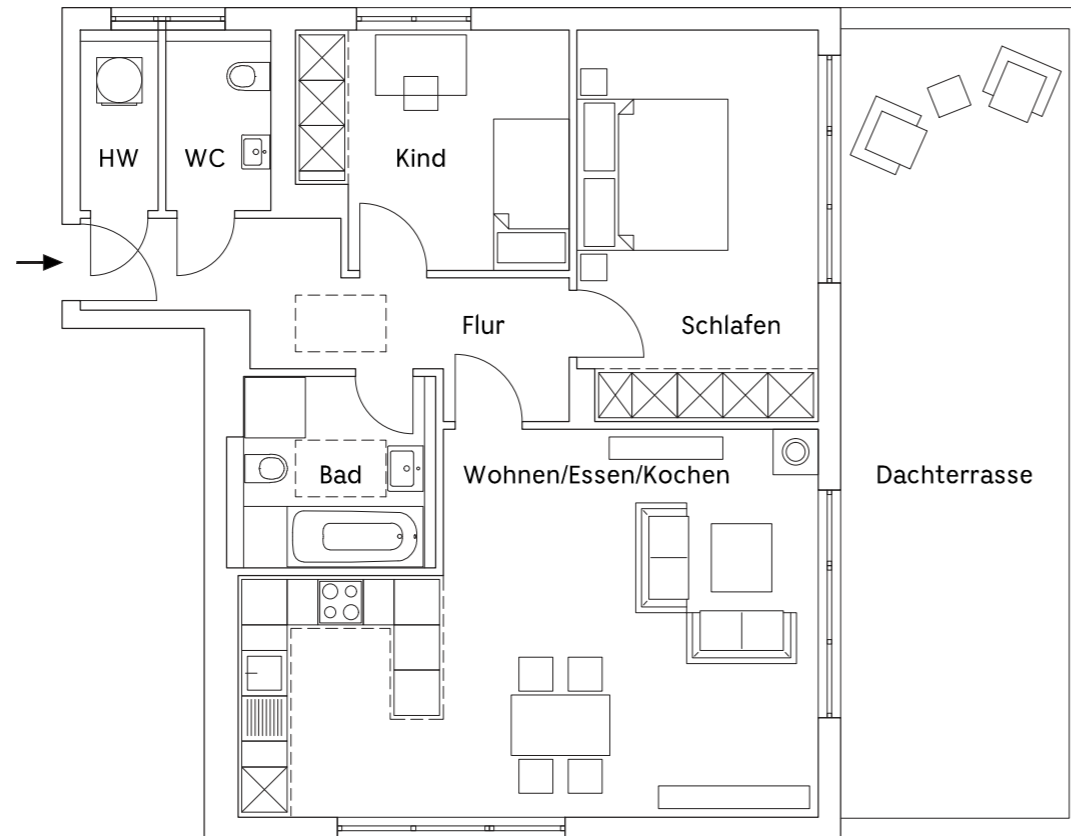 HW
WC
Kind
Flur
Schlafen
Bad
Wohnen/Essen/Kochen
Dachterrasse